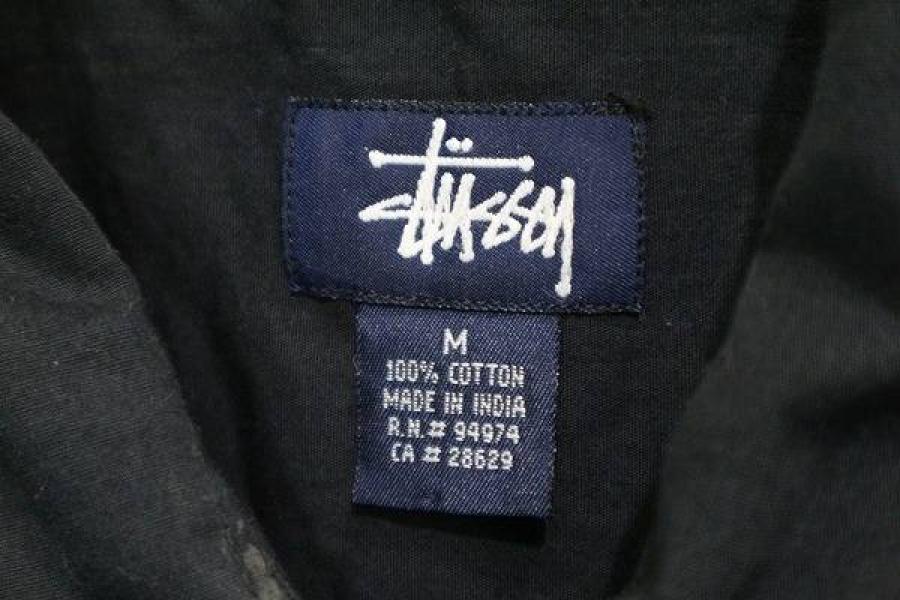 Stüssy
M
100% COTTON
MADE IN INDIA
R.N.# 94974
CA # 28629